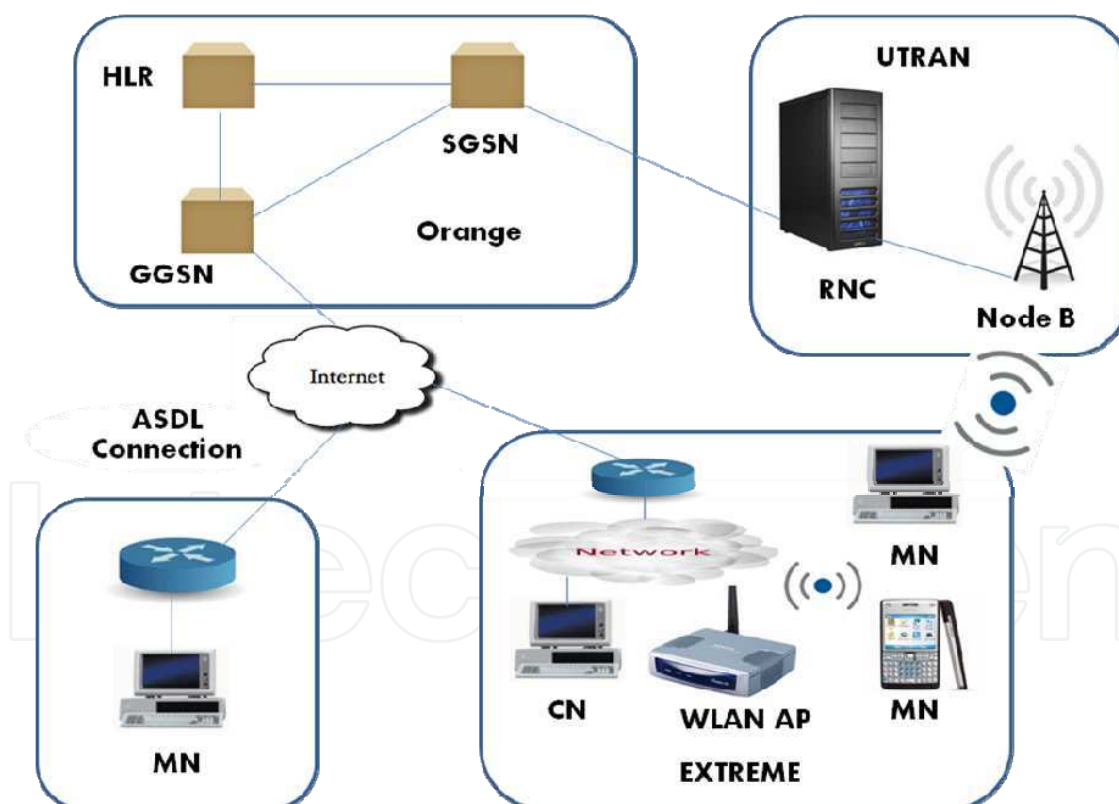 HLR
SGSN
GGSN
Orange
UTRAN
RNC
Node B
Internet
ASDL
Connection
MN
Network
CN
WLAN AP
MN
MN
EXTREME